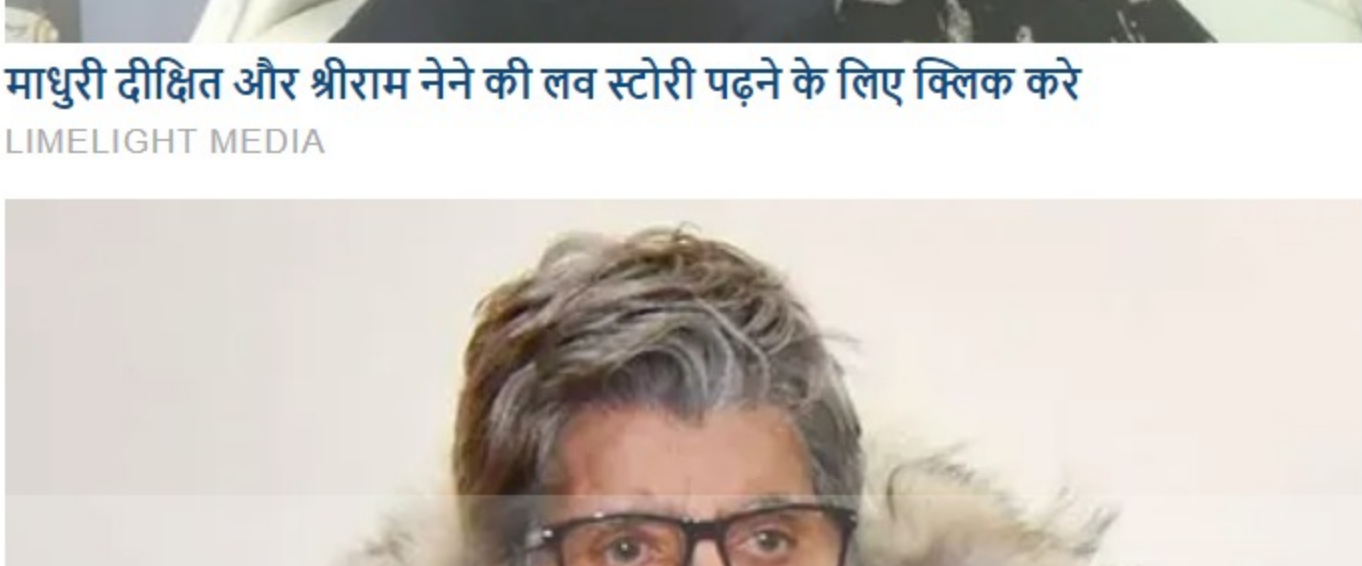 माधुरी दीक्षित और श्रीराम नेने की लव स्टोरी पढ़ने के लिए क्लिक करे
LIMELIGHT MEDIA